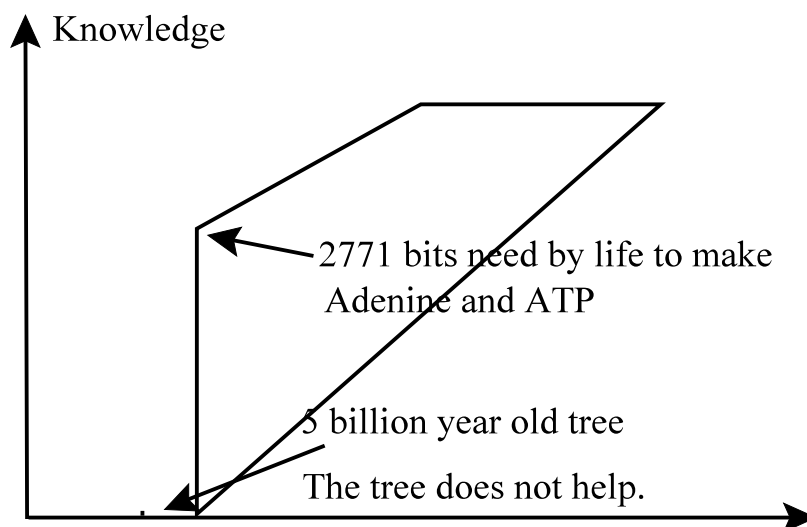 Knowledge
2771 bits need by life to make
Adenine and ATP
5 billion year old tree
The tree does not help.